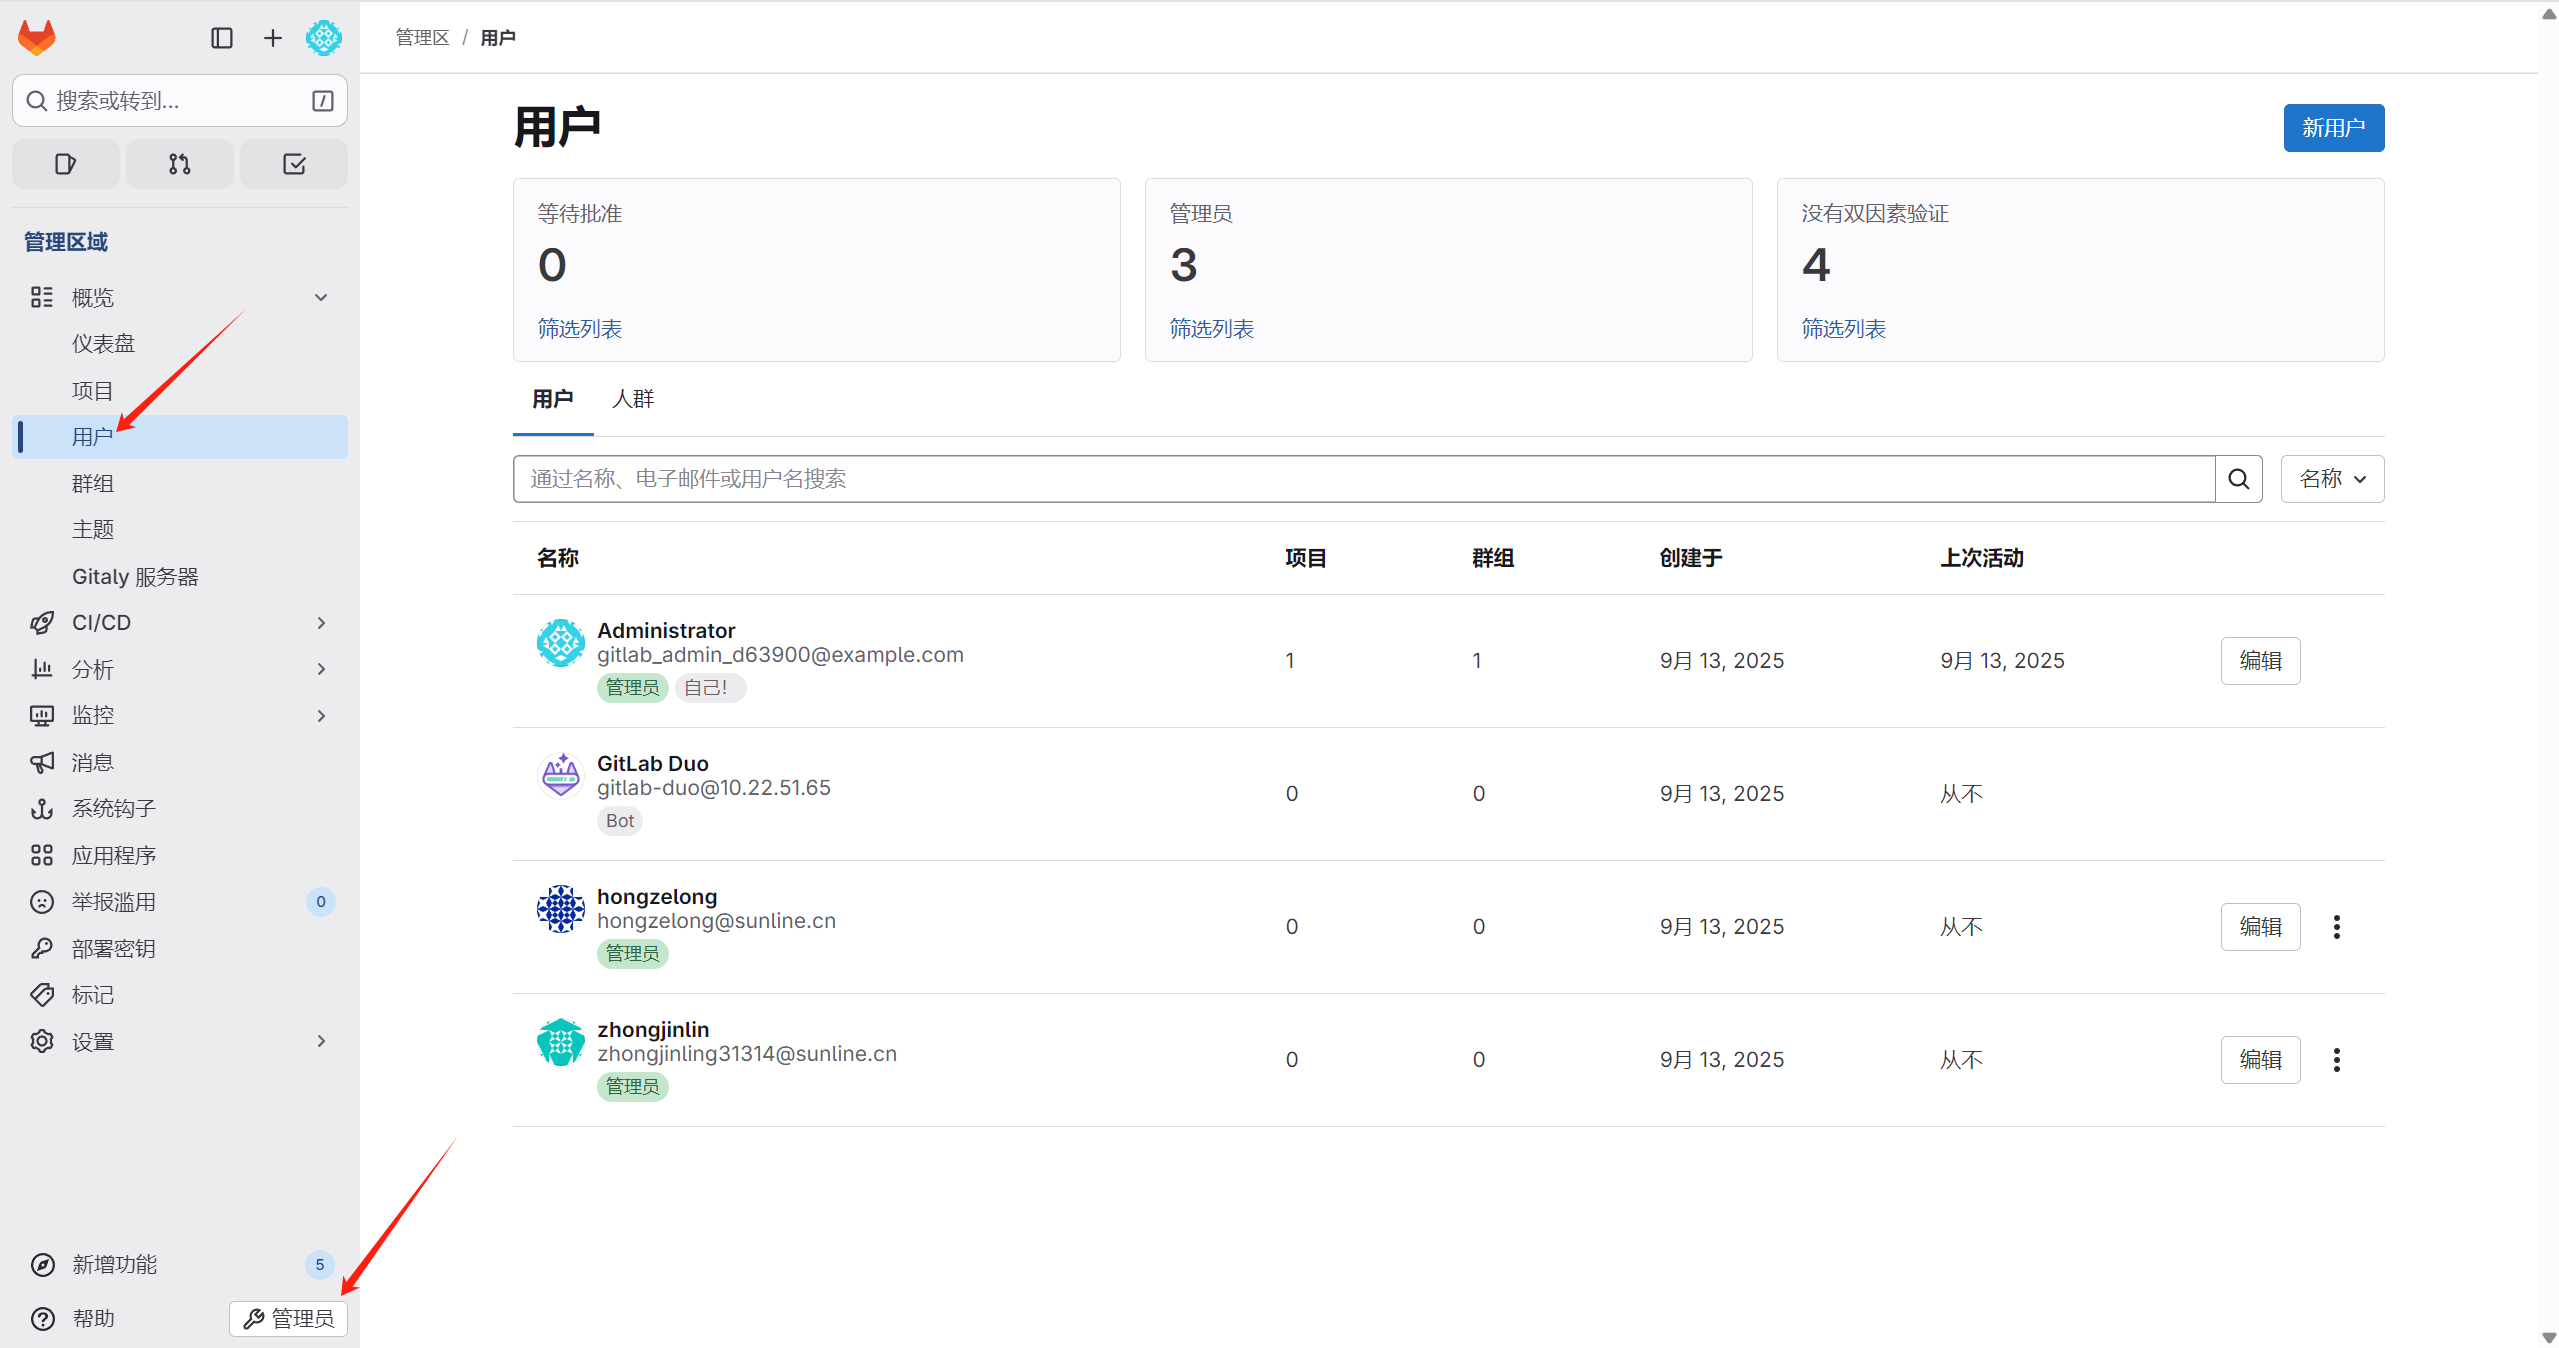 管理区 / 用户
搜索或转到...
/
管理区域
概览
仪表盘
项目
用户
群组
主题
Gitaly 服务器
CI/CD
分析
监控
消息
系统钩子
应用程序
举报滥用 0
部署密钥
标记
设置
新增功能 5
帮助
管理员
用户
新用户
等待批准
0
筛选列表
管理员
3
筛选列表
没有双因素验证
4
筛选列表
用户 人群
通过名称、电子邮件或用户名搜索
名称
名称 项目 群组 创建于 上次活动
Administrator
gitlab_admin_d63900@example.com
管理员 自己!
1 1 9月 13, 2025 9月 13, 2025 编辑
GitLab Duo
gitlab-duo@10.22.51.65
Bot
0 0 9月 13, 2025 从不
hongzelong
hongzelong@sunline.cn
管理员
0 0 9月 13, 2025 从不 编辑
zhongjinlin
zhongjinling31314@sunline.cn
管理员
0 0 9月 13, 2025 从不 编辑